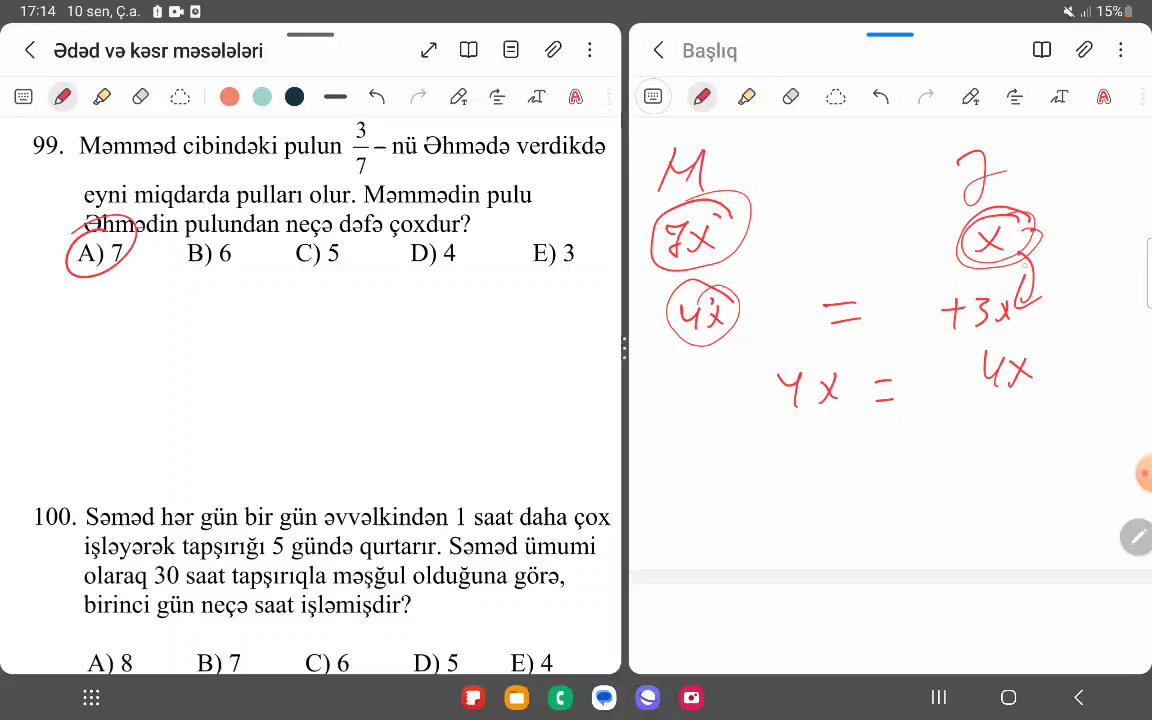 17:14 10 sen, Ç.a. 15%
Ədəd və kəsr məsələləri
Başlıq
99. Məmməd cibindəki pulun 3/7 – nü Əhmədə verdikdə
eyni miqdarda pulları olur. Məmmədin pulu
Əhmədin pulundan neçə dəfə çoxdur?
A) 7 B) 6 C) 5 D) 4 E) 3
100. Səməd hər gün bir gün əvvəlkindən 1 saat daha çox
işləyərək tapşırığı 5 gündə qurtarır. Səməd ümumi
olaraq 30 saat tapşırıqla məşğul olduğuna görə,
birinci gün neçə saat işləmişdir?
A) 8 B) 7 C) 6 D) 5 E) 4
M
7x x
4x = +3x
4x = 4x